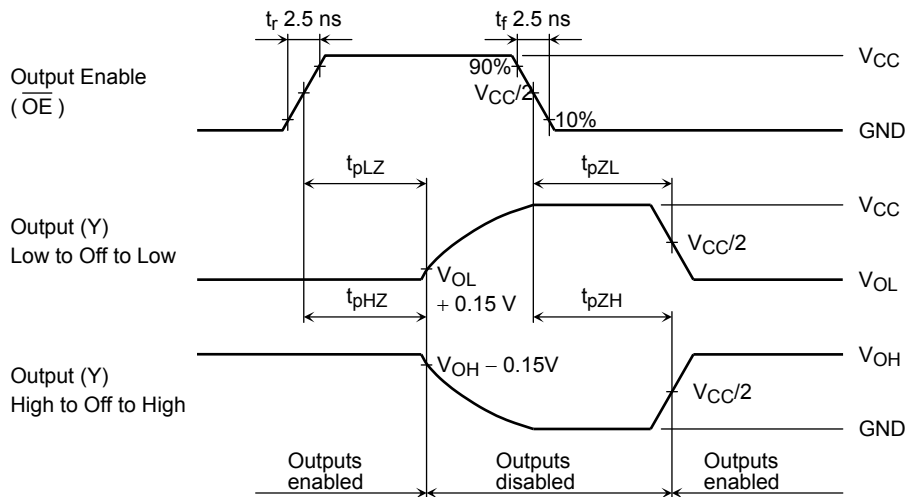 tr 2.5 ns
tf 2.5 ns
Output Enable
( OE )
90%
VCC/2
10%
VCC
GND
tpLZ
tpZL
Output (Y)
Low to Off to Low
VCC
VCC/2
VOL
VOL
+ 0.15 V
tpHZ
tpZH
Output (Y)
High to Off to High
VOH – 0.15V
VOH
VCC/2
GND
Outputs
enabled
Outputs
disabled
Outputs
enabled